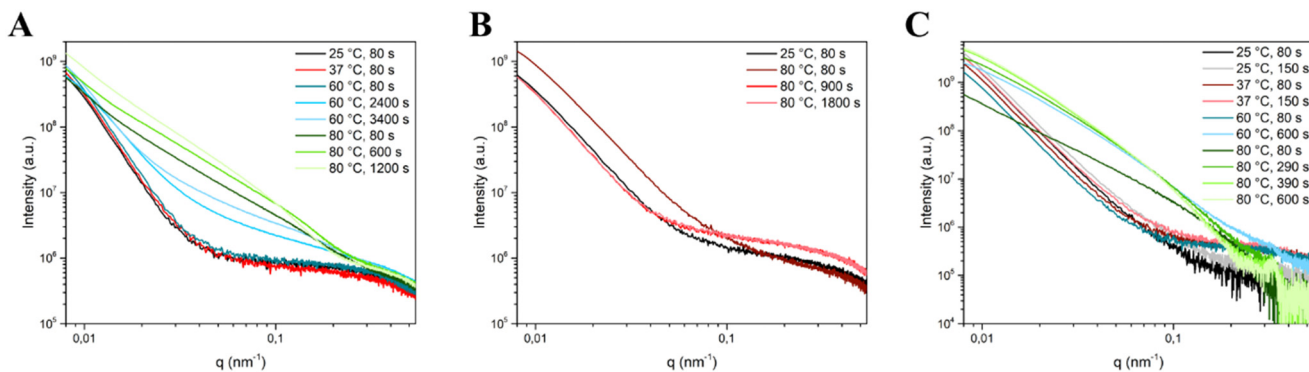 A
25 °C, 80 s
37 °C, 80 s
60 °C, 80 s
60 °C, 2400 s
60 °C, 3400 s
80 °C, 80 s
80 °C, 600 s
80 °C, 1200 s
10⁹
10⁸
10⁷
10⁶
10⁵
Intensity (a.u.)
0,01
0,1
q (nm⁻¹)
B
25 °C, 80 s
80 °C, 80 s
80 °C, 900 s
80 °C, 1800 s
10⁹
10⁸
10⁷
10⁶
10⁵
Intensity (a.u.)
0,01
0,1
q (nm⁻¹)
C
25 °C, 80 s
25 °C, 150 s
37 °C, 80 s
37 °C, 150 s
60 °C, 80 s
60 °C, 600 s
80 °C, 80 s
80 °C, 290 s
80 °C, 390 s
80 °C, 600 s
10⁹
10⁸
10⁷
10⁶
10⁵
10⁴
Intensity (a.u.)
0,01
0,1
q (nm⁻¹)